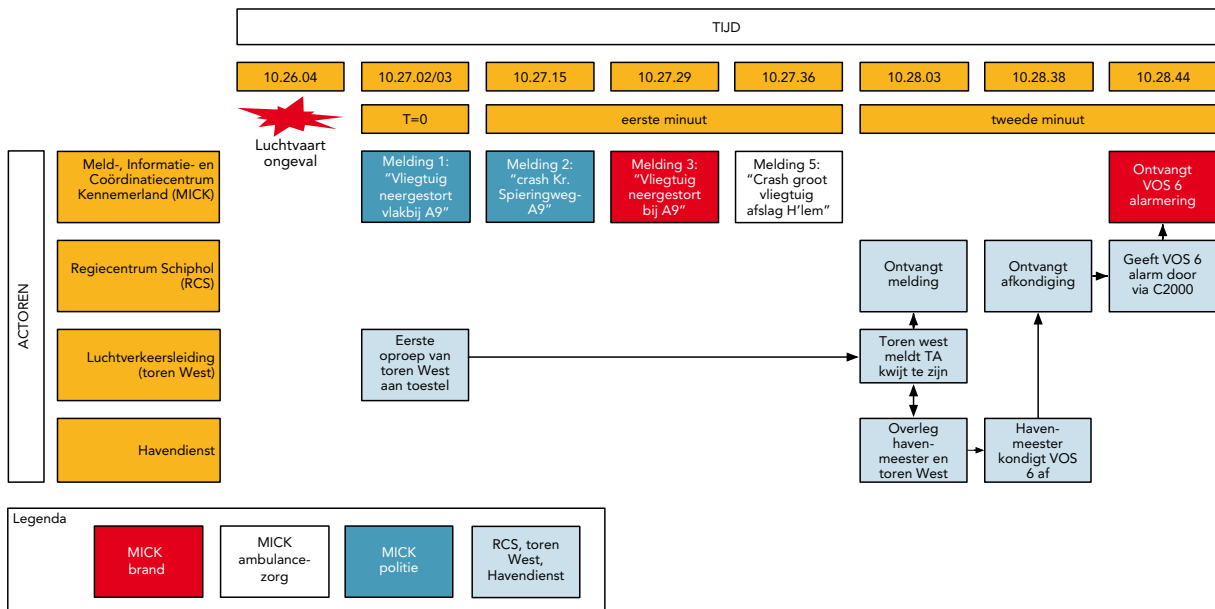 TIJD
10.26.04
10.27.02/03
10.27.15
10.27.29
10.27.36
10.28.03
10.28.38
10.28.44
T=0
eerste minuut
tweede minuut
Luchtvaart
ongeval
ACTOREN
Meld-, Informatie- en
Coördinatiecentrum
Kennemerland (MICK)
Melding 1:
“Vliegtuig
neergestort
vlakbij A9”
Melding 2:
“crash Kr.
Spieringweg-
A9”
Melding 3:
“Vliegtuig
neergestort
bij A9”
Melding 5:
“Crash groot
vliegtuig
afslag H’lem”
Ontvangt
VOS 6
alarmering
Regiecentrum Schiphol
(RCS)
Ontvangt
melding
Ontvangt
afkondiging
Geeft VOS 6
alarm door
via C2000
Luchtverkeersleiding
(toren West)
Eerste
oproep van
toren West
aan toestel
Toren west
meldt TA
kwijt te zijn
Havendienst
Overleg
haven-
meester en
toren West
Haven-
meester
kondigt VOS
6 af
Legenda
MICK
brand
MICK
ambulance-
zorg
MICK
politie
RCS, toren
West,
Havendienst